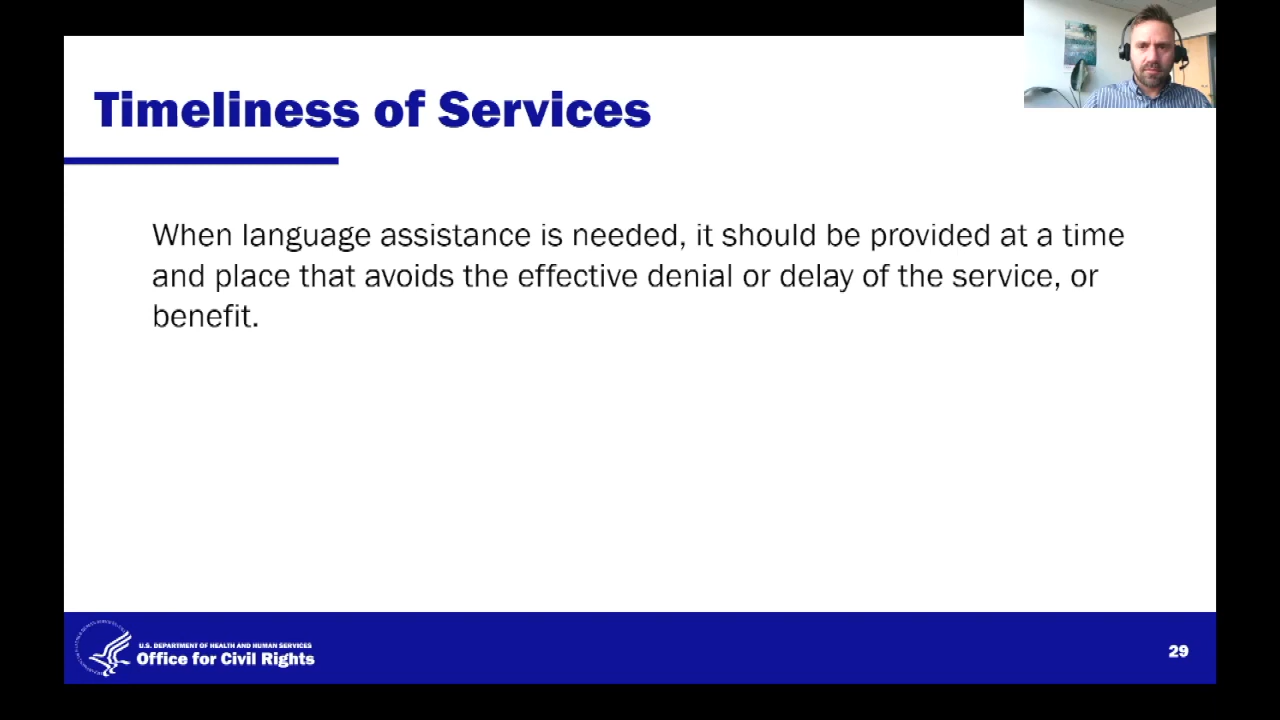 Timeliness of Services
When language assistance is needed, it should be provided at a time
and place that avoids the effective denial or delay of the service, or
benefit.
U.S. DEPARTMENT OF HEALTH AND HUMAN SERVICES
Office for Civil Rights
29